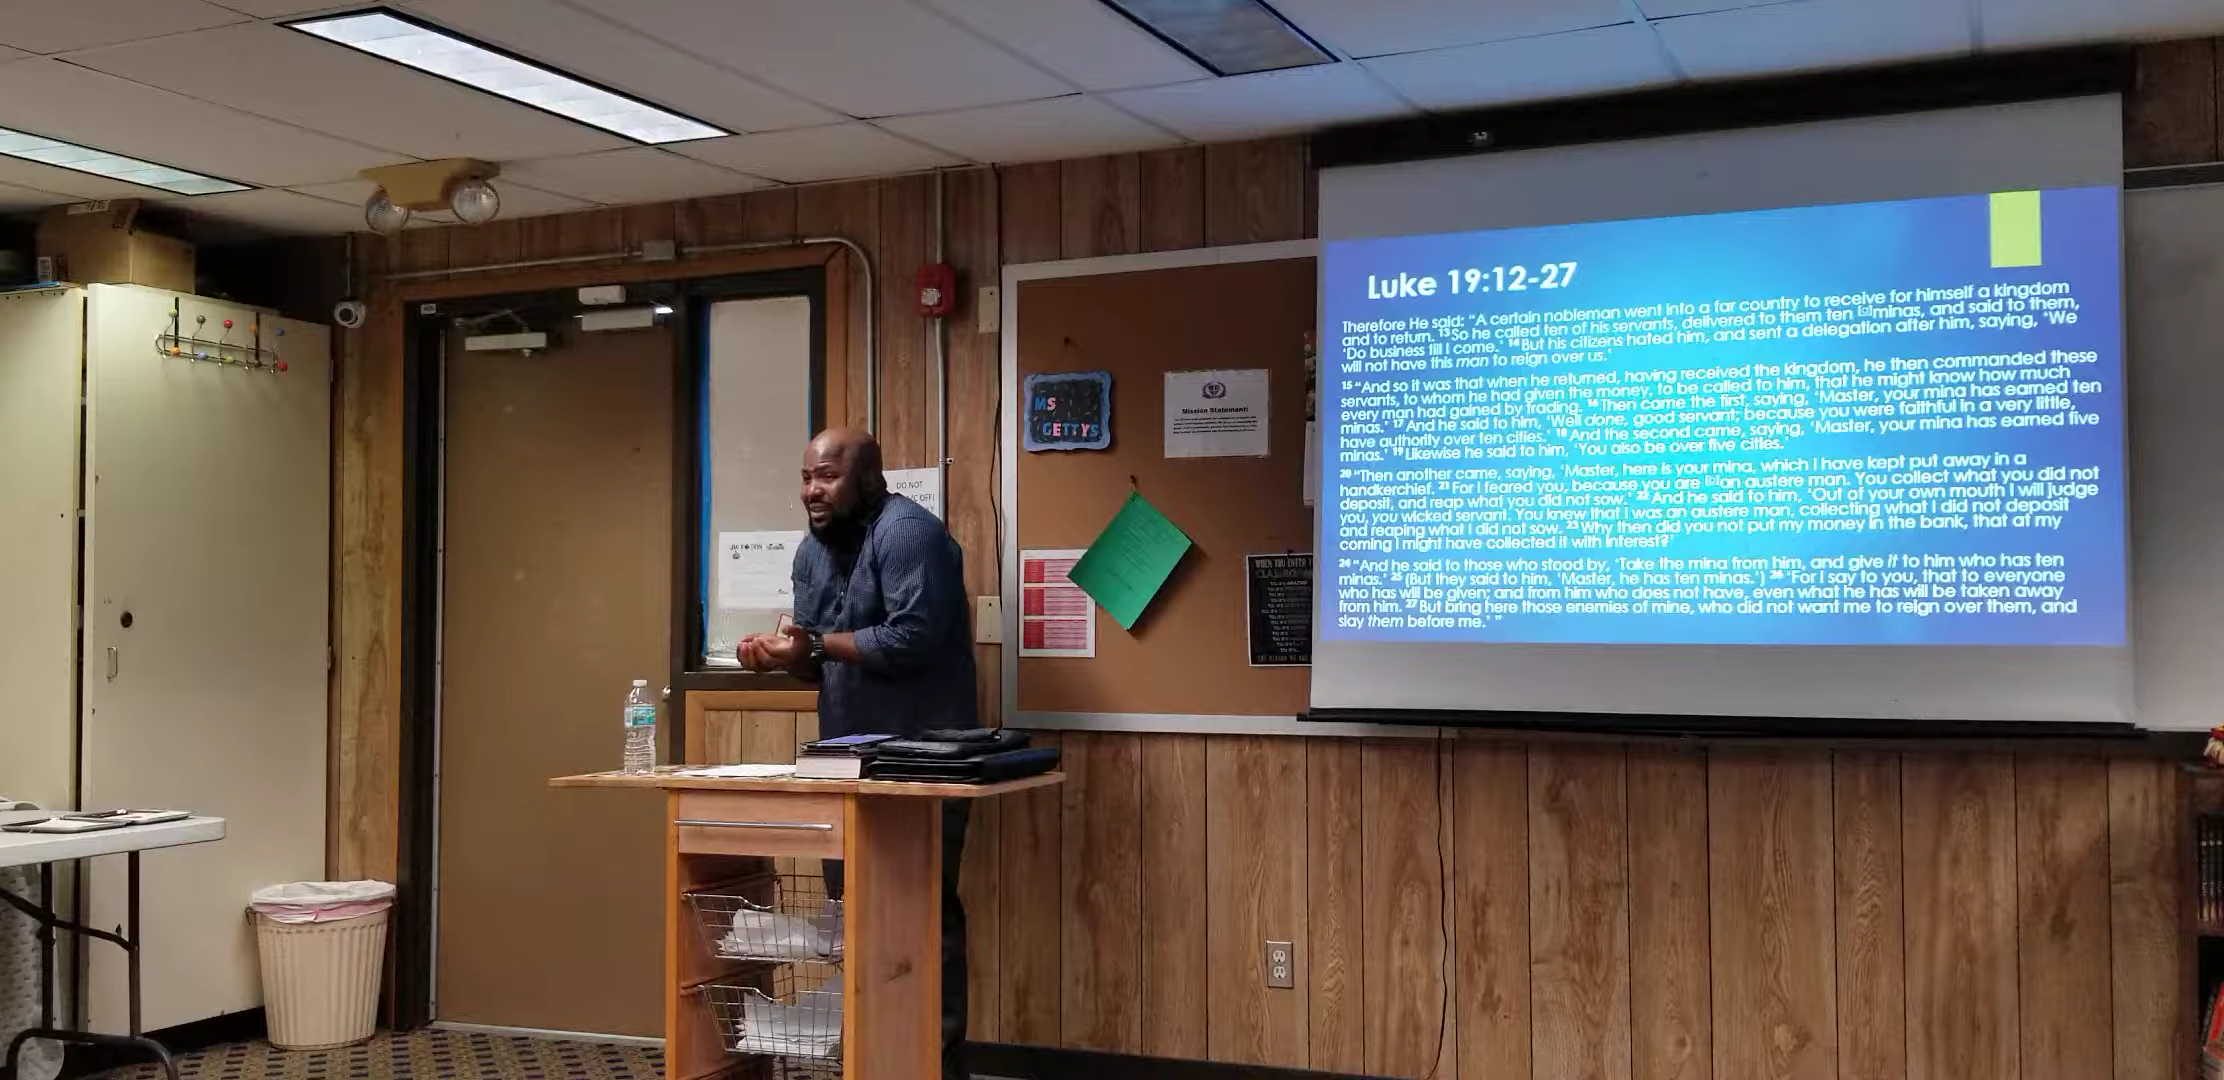 Luke 19:12-27
Therefore He said: “A certain nobleman went into a far country to receive for himself a kingdom
and to return. 13 So he called ten of his servants, delivered to them ten [a]minas, and said to them,
‘Do business till I come.’ 14 But his citizens hated him, and sent a delegation after him, saying, ‘We
will not have this man to reign over us.’
15 “And so it was that when he returned, having received the kingdom, he then commanded these
servants, to whom he had given the money, to be called to him, that he might know how much
every man had gained by trading. 16 Then came the first, saying, ‘Master, your mina has earned ten
minas.’ 17 And he said to him, ‘Well done, good servant; because you were faithful in a very little,
have authority over ten cities.’ 18 And the second came, saying, ‘Master, your mina has earned five
minas.’ 19 Likewise he said to him, ‘You also be over five cities.’
20 “Then another came, saying, ‘Master, here is your mina, which I have kept put away in a
handkerchief. 21 For I feared you, because you are [b]an austere man. You collect what you did not
deposit, and reap what you did not sow.’ 22 And he said to him, ‘Out of your own mouth I will judge
you, you wicked servant. You knew that I was an austere man, collecting what I did not deposit
and reaping what I did not sow. 23 Why then did you not put my money in the bank, that at my
coming I might have collected it with interest?’
24 “And he said to those who stood by, ‘Take the mina from him, and give it to him who has ten
minas.’ 25 (But they said to him, ‘Master, he has ten minas.’) 26 ‘For I say to you, that to everyone
who has will be given; and from him who does not have, even what he has will be taken away
from him. 27 But bring here those enemies of mine, who did not want me to reign over them, and
slay them before me.’ ”
MS
GETTYS
Mission Statement:
DO NOT
OFF!
WHEN YOU ENTER